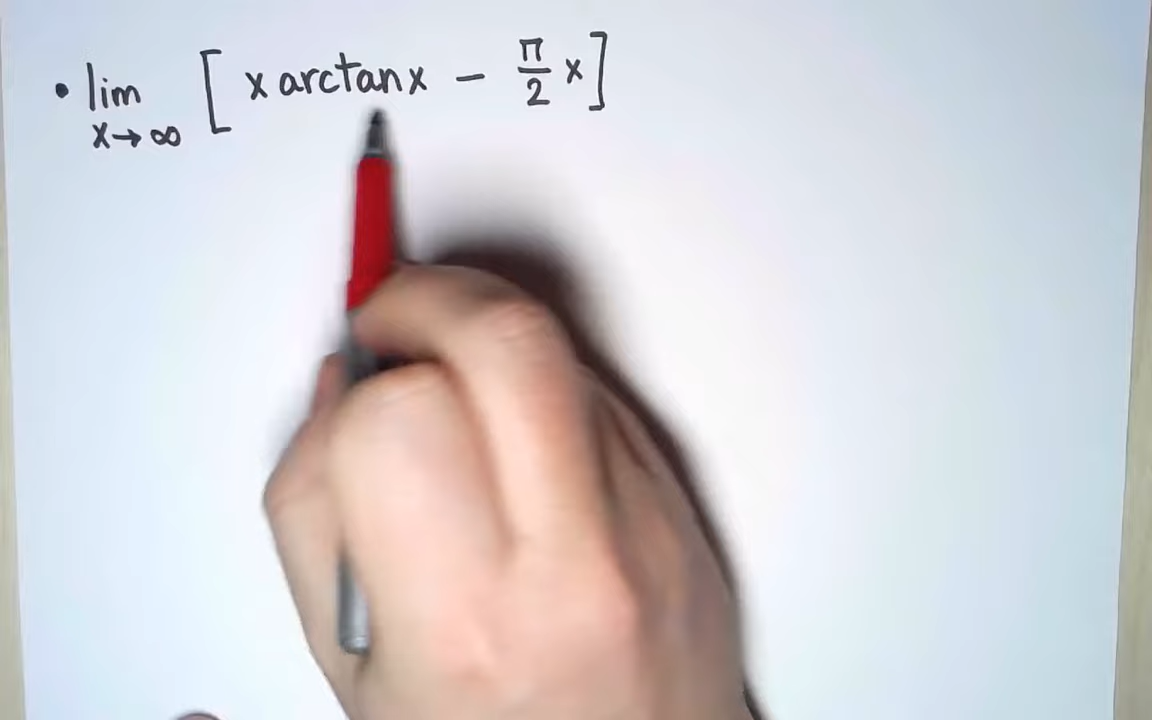 • lim [ x arctan x − π/2 x ]
x→∞